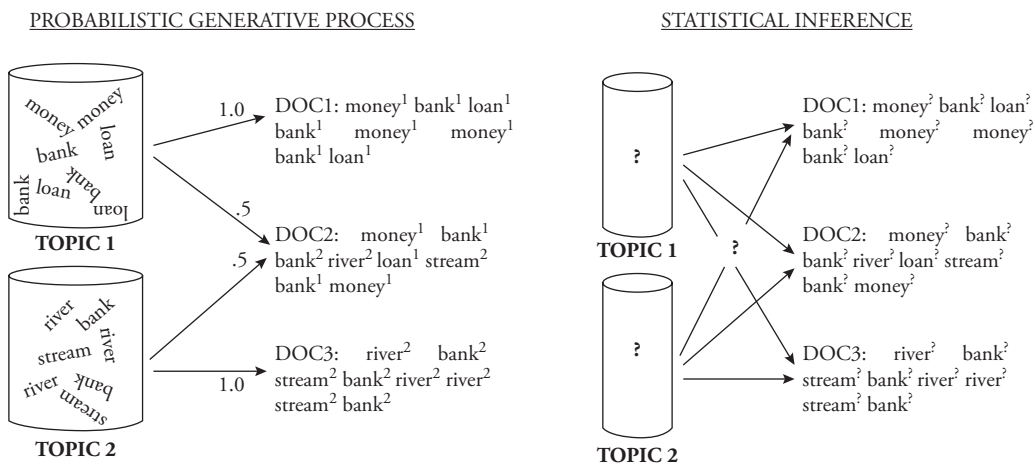 PROBABILISTIC GENERATIVE PROCESS
money
money
loan
bank
bank
loan
bank
loan
TOPIC 1
river
bank
river
stream
river
bank
stream
TOPIC 2
1.0
.5
.5
1.0
DOC1: money¹ bank¹ loan¹
bank¹ money¹ money¹
bank¹ loan¹
DOC2: money¹ bank¹
bank² river² loan¹ stream²
bank¹ money¹
DOC3: river² bank²
stream² bank² river² river²
stream² bank²
STATISTICAL INFERENCE
?
TOPIC 1
?
TOPIC 2
?
DOC1: money? bank? loan?
bank? money? money?
bank? loan?
DOC2: money? bank?
bank? river? loan? stream?
bank? money?
DOC3: river? bank?
stream? bank? river? river?
stream? bank?